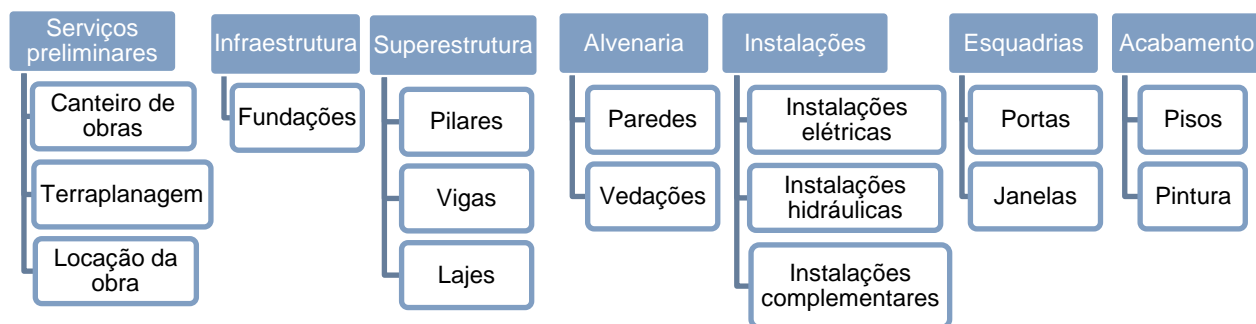 Serviços
preliminares
Canteiro de
obras
Terraplanagem
Locação da
obra
Infraestrutura
Fundações
Superestrutura
Pilares
Vigas
Lajes
Alvenaria
Paredes
Vedações
Instalações
Instalações
elétricas
Instalações
hidráulicas
Instalações
complementares
Esquadrias
Portas
Janelas
Acabamento
Pisos
Pintura